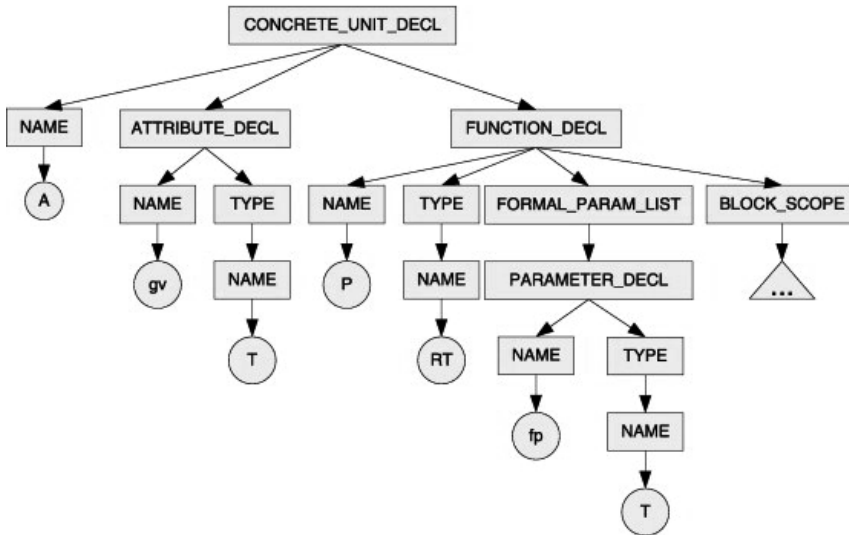 CONCRETE_UNIT_DECL
NAME
ATTRIBUTE_DECL
FUNCTION_DECL
A
NAME
TYPE
NAME
TYPE
FORMAL_PARAM_LIST
BLOCK_SCOPE
gv
NAME
P
NAME
PARAMETER_DECL
...
T
RT
NAME
TYPE
fp
NAME
T